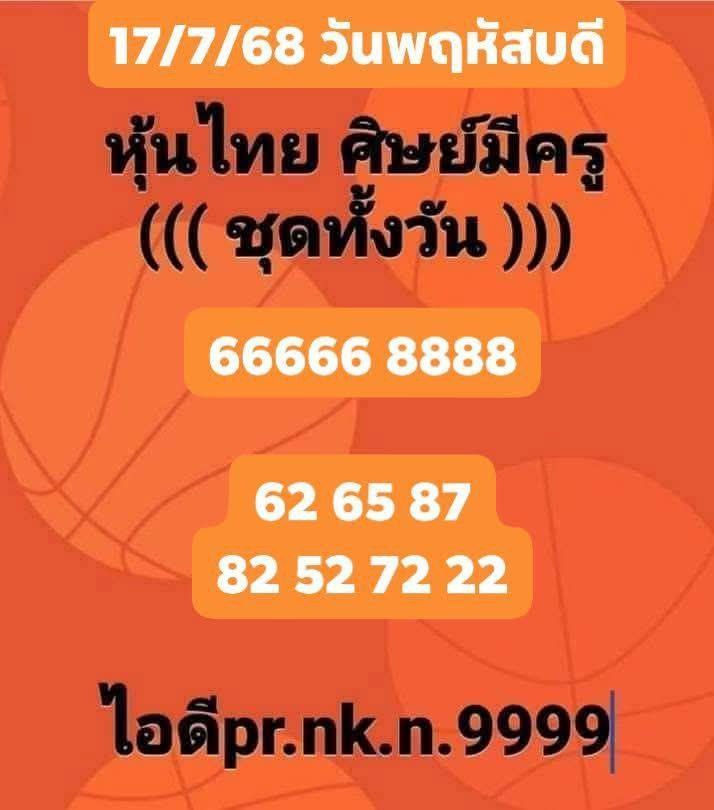 17/7/68 วันพฤหัสบดี
หุ้นไทย ศิษย์มีครู
((( ชุดทั้งวัน )))
66666 8888
62 65 87
82 52 72 22
ไอดีpr.nk.n.9999